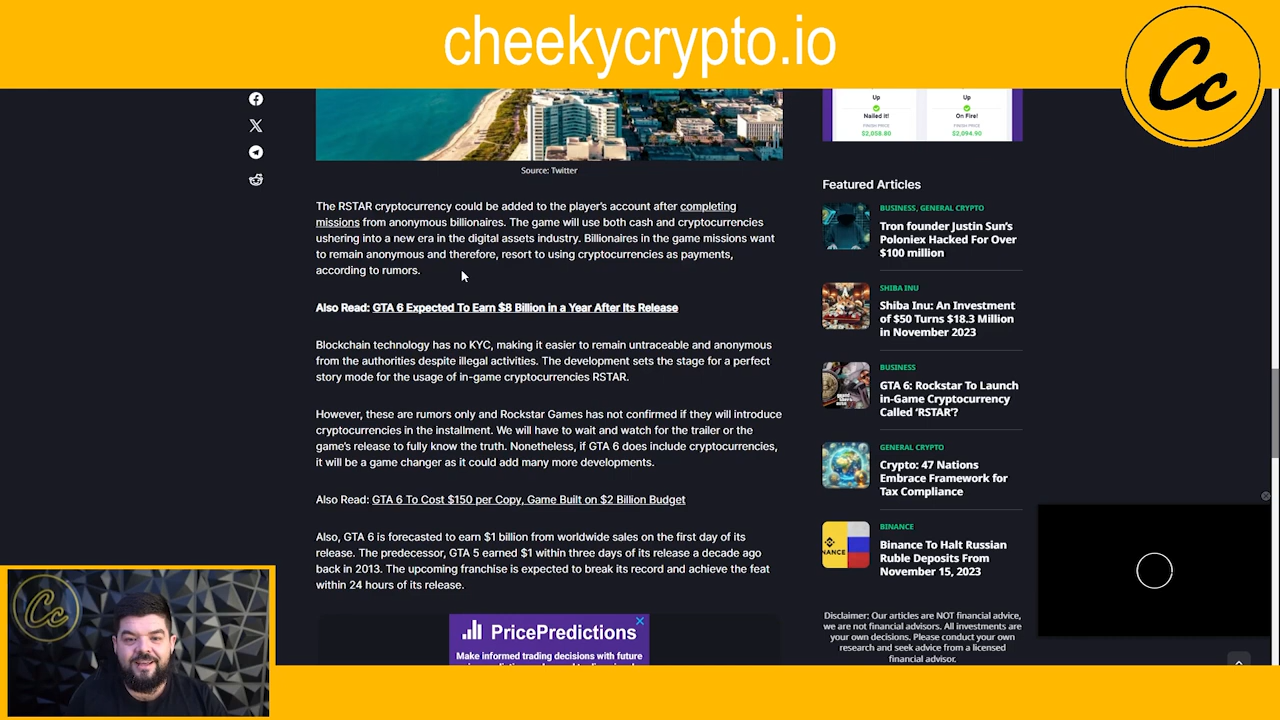 cheekycrypto.io
Cc
Source: Twitter
The RSTAR cryptocurrency could be added to the player's account after completing
missions from anonymous billionaires. The game will use both cash and cryptocurrencies
ushering into a new era in the digital assets industry. Billionaires in the game missions want
to remain anonymous and therefore, resort to using cryptocurrencies as payments,
according to rumors.
Also Read: GTA 6 Expected To Earn $8 Billion in a Year After Its Release
Blockchain technology has no KYC, making it easier to remain untraceable and anonymous
from the authorities despite illegal activities. The development sets the stage for a perfect
story mode for the usage of in-game cryptocurrencies RSTAR.
However, these are rumors only and Rockstar Games has not confirmed if they will introduce
cryptocurrencies in the installment. We will have to wait and watch for the trailer or the
game's release to fully know the truth. Nonetheless, if GTA 6 does include cryptocurrencies,
it will be a game changer as it could add many more developments.
Also Read: GTA 6 To Cost $150 per Copy, Game Built on $2 Billion Budget
Also, GTA 6 is forecasted to earn $1 billion from worldwide sales on the first day of its
release. The predecessor, GTA 5 earned $1 within three days of its release a decade ago
back in 2013. The upcoming franchise is expected to break its record and achieve the feat
within 24 hours of its release.
PricePredictions
Make informed trading decisions with future
Up
Nailed It!
FINISH PRICE
$2,058.80
Up
On Fire!
FINISH PRICE
$2,094.90
Featured Articles
BUSINESS, GENERAL CRYPTO
Tron founder Justin Sun's
Poloniex Hacked For Over
$100 million
SHIBA INU
Shiba Inu: An Investment
of $50 Turns $18.3 Million
in November 2023
BUSINESS
GTA 6: Rockstar To Launch
in-Game Cryptocurrency
Called 'RSTAR'?
GENERAL CRYPTO
Crypto: 47 Nations
Embrace Framework for
Tax Compliance
BINANCE
Binance To Halt Russian
Ruble Deposits From
November 15, 2023
Disclaimer: Our articles are NOT financial advice,
we are not financial advisors. All investments are
your own decisions. Please conduct your own
research and seek advice from a licensed
financial advisor.
Cc